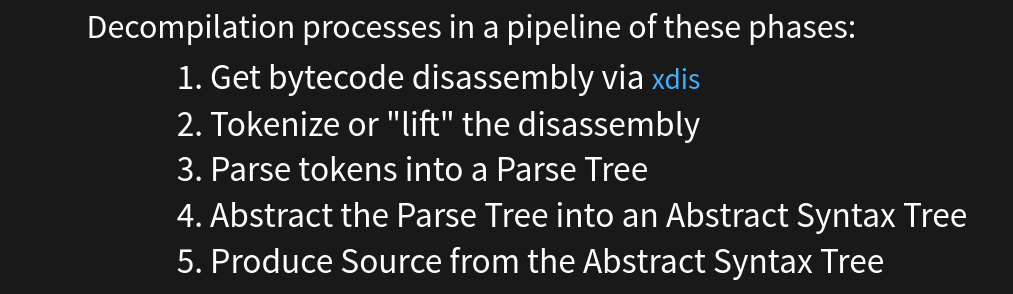 Decompilation processes in a pipeline of these phases:
1. Get bytecode disassembly via xdis
2. Tokenize or "lift" the disassembly
3. Parse tokens into a Parse Tree
4. Abstract the Parse Tree into an Abstract Syntax Tree
5. Produce Source from the Abstract Syntax Tree